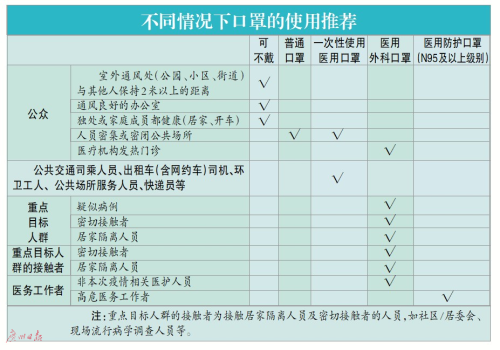 不同情况下口罩的使用推荐
可不戴 普通口罩 一次性使用医用口罩 医用外科口罩 医用防护口罩(N95及以上级别)
公众
室外通风处(公园、小区、街道)
与其他人保持2米以上的距离 √
通风良好的办公室 √
独处或家庭成员都健康(居家、开车) √
人员密集或密闭公共场所 √ √
医疗机构发热门诊 √
公共交通司乘人员、出租车(含网约车)司机、环
卫工人、公共场所服务人员、快递员等 √
重点目标人群
疑似病例 √
密切接触者 √
居家隔离人员 √
重点目标人群的接触者
密切接触者 √
居家隔离人员 √
医务工作者
非本次疫情相关医护人员 √
高危医务工作者 √
注:重点目标人群的接触者为接触居家隔离人员及密切接触者的人员,如社区/居委会、
现场流行病学调查人员等。
广州日报